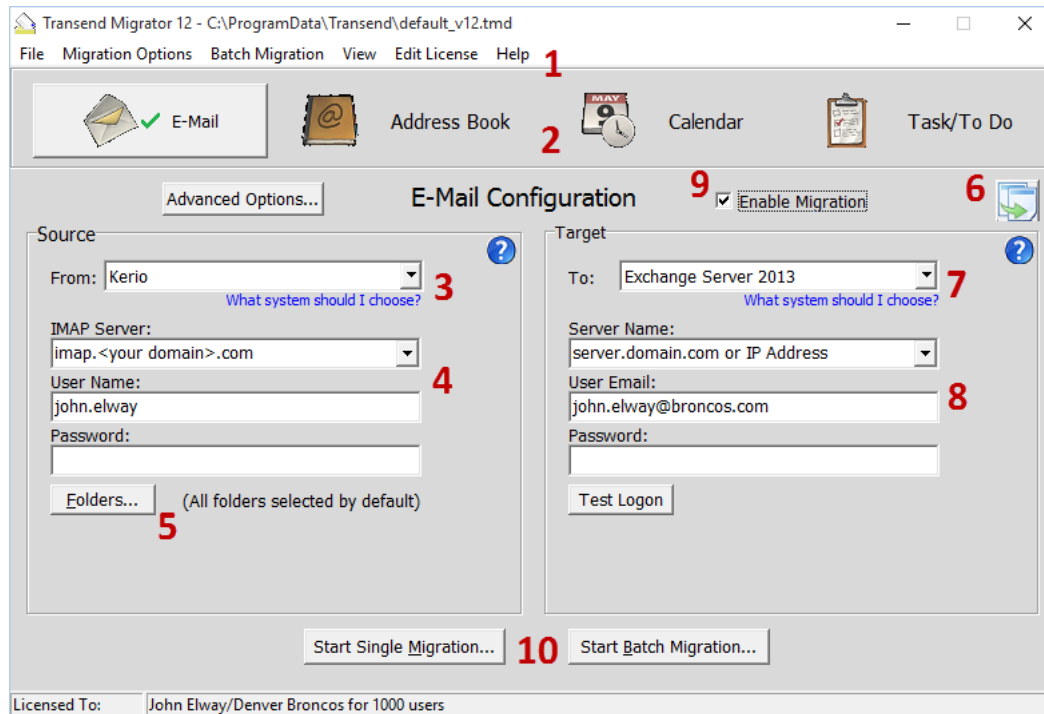 Transend Migrator 12 - C:\ProgramData\Transend\default_v12.tmd
File Migration Options Batch Migration View Edit License Help 1
MAY
9
@
E-Mail Address Book 2 Calendar Task/To Do
Advanced Options... E-Mail Configuration 9 Enable Migration 6
Source
?
From: Kerio 3
What system should I choose?
IMAP Server:
imap.<your domain>.com
4
User Name:
john.elway
Password:
Folders... (All folders selected by default)
5
Target
?
To: Exchange Server 2013 7
What system should I choose?
Server Name:
server.domain.com or IP Address
User Email:
8
john.elway@broncos.com
Password:
Test Logon
Start Single Migration... 10 Start Batch Migration...
Licensed To: John Elway/Denver Broncos for 1000 users